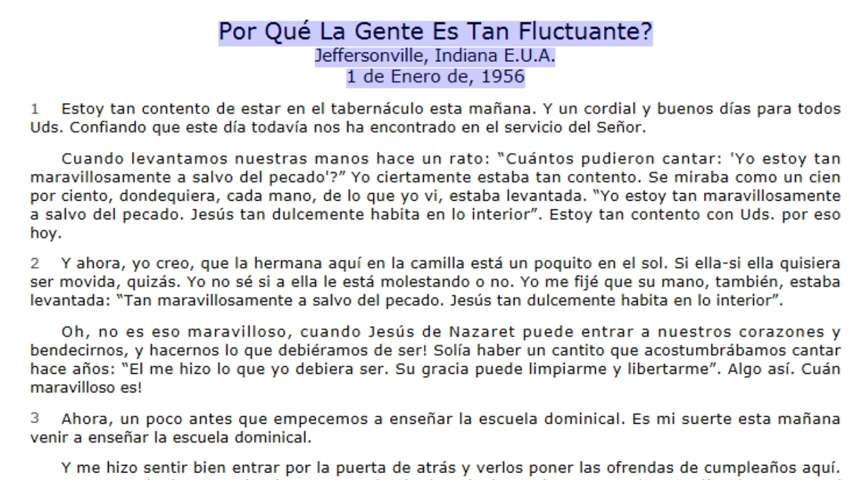 Por Qué La Gente Es Tan Fluctuante?
Jeffersonville, Indiana E.U.A.
1 de Enero de, 1956
1 Estoy tan contento de estar en el tabernáculo esta mañana. Y un cordial y buenos días para todos
Uds. Confiando que este día todavía nos ha encontrado en el servicio del Señor.
Cuando levantamos nuestras manos hace un rato: “Cuántos pudieron cantar: 'Yo estoy tan
maravillosamente a salvo del pecado'?” Yo ciertamente estaba tan contento. Se miraba como un cien
por ciento, dondequiera, cada mano, de lo que yo vi, estaba levantada. “Yo estoy tan maravillosamente
a salvo del pecado. Jesús tan dulcemente habita en lo interior”. Estoy tan contento con Uds. por eso
hoy.
2 Y ahora, yo creo, que la hermana aquí en la camilla está un poquito en el sol. Si ella-si ella quisiera
ser movida, quizás. Yo no sé si a ella le está molestando o no. Yo me fijé que su mano, también, estaba
levantada: “Tan maravillosamente a salvo del pecado. Jesús tan dulcemente habita en lo interior”.
Oh, no es eso maravilloso, cuando Jesús de Nazaret puede entrar a nuestros corazones y
bendecirnos, y hacernos lo que debiéramos de ser! Solía haber un cantito que acostumbrábamos cantar
hace años: “El me hizo lo que yo debiera ser. Su gracia puede limpiarme y libertarme”. Algo así. Cuán
maravilloso es!
3 Ahora, un poco antes que empecemos a enseñar la escuela dominical. Es mi suerte esta mañana
venir a enseñar la escuela dominical.
Y me hizo sentir bien entrar por la puerta de atrás y verlos poner las ofrendas de cumpleaños aquí.